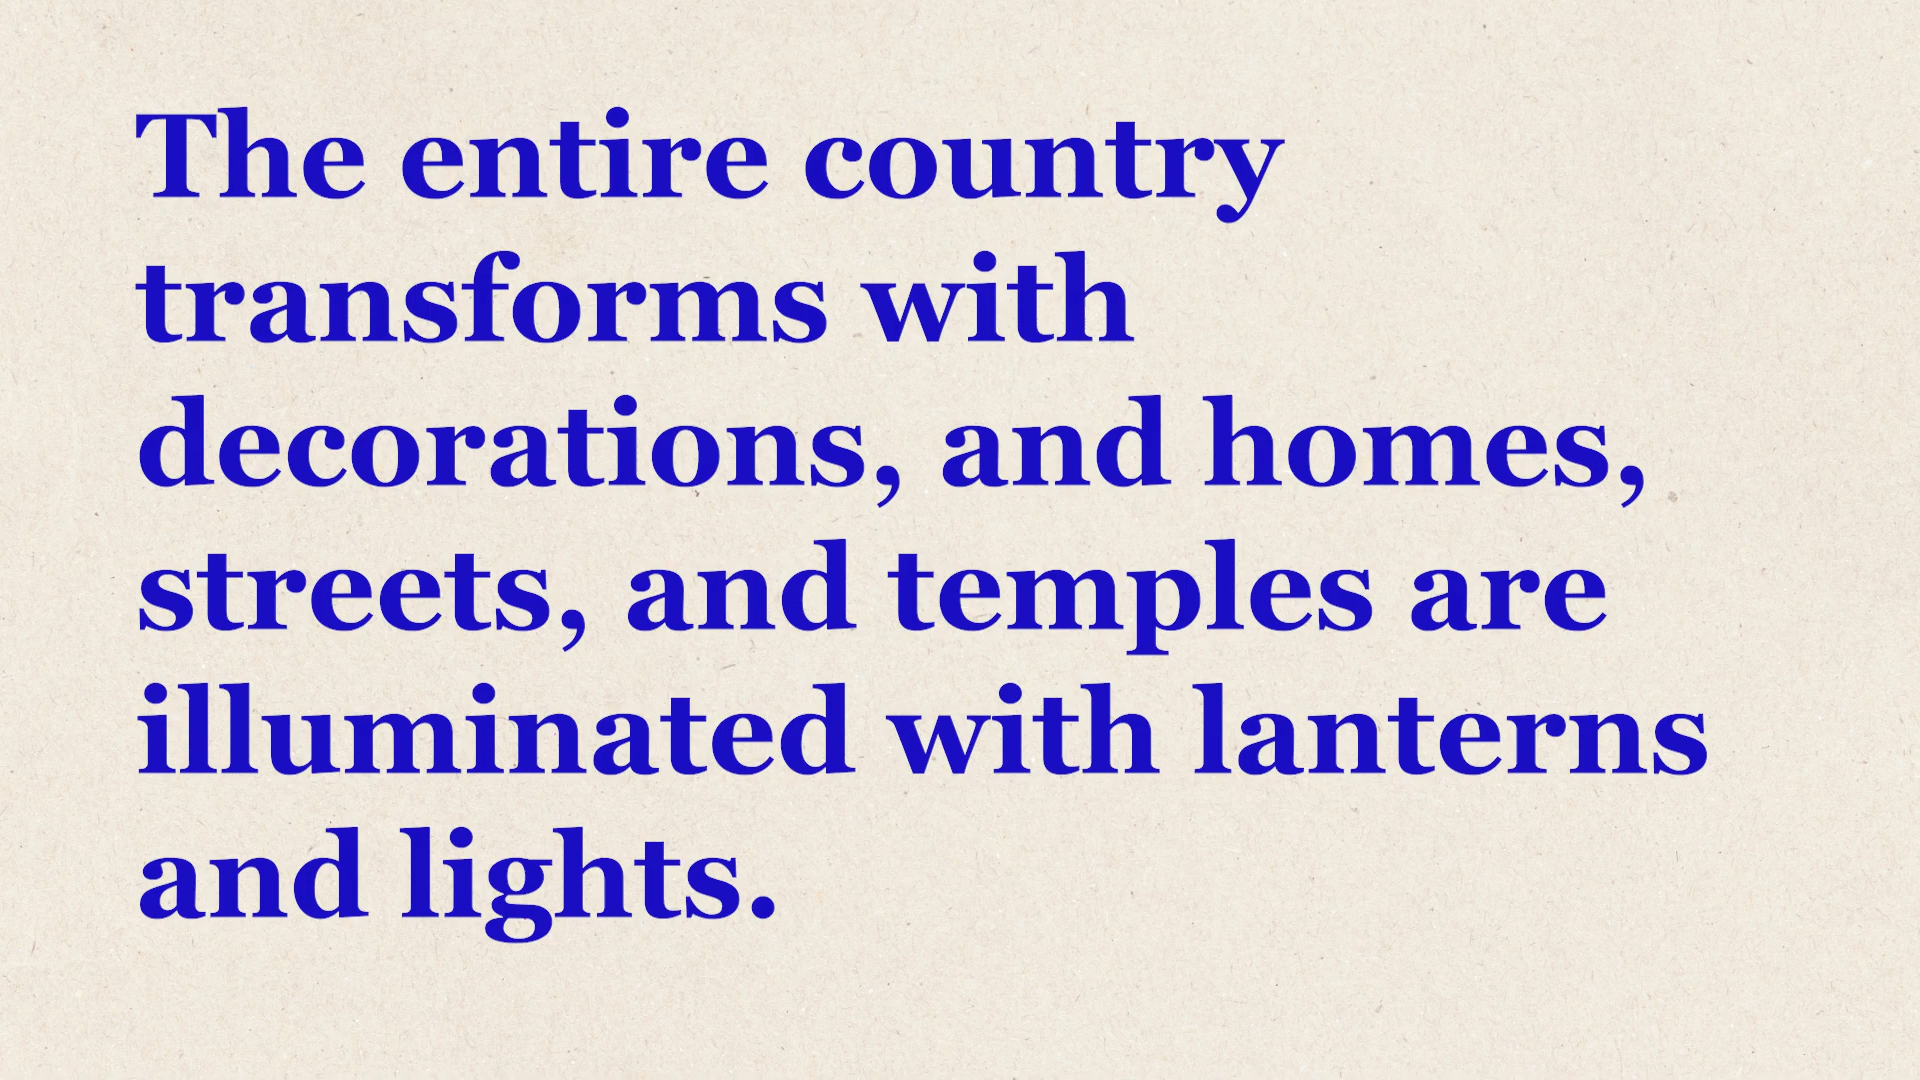 The entire country
transforms with
decorations, and homes,
streets, and temples are
illuminated with lanterns
and lights.